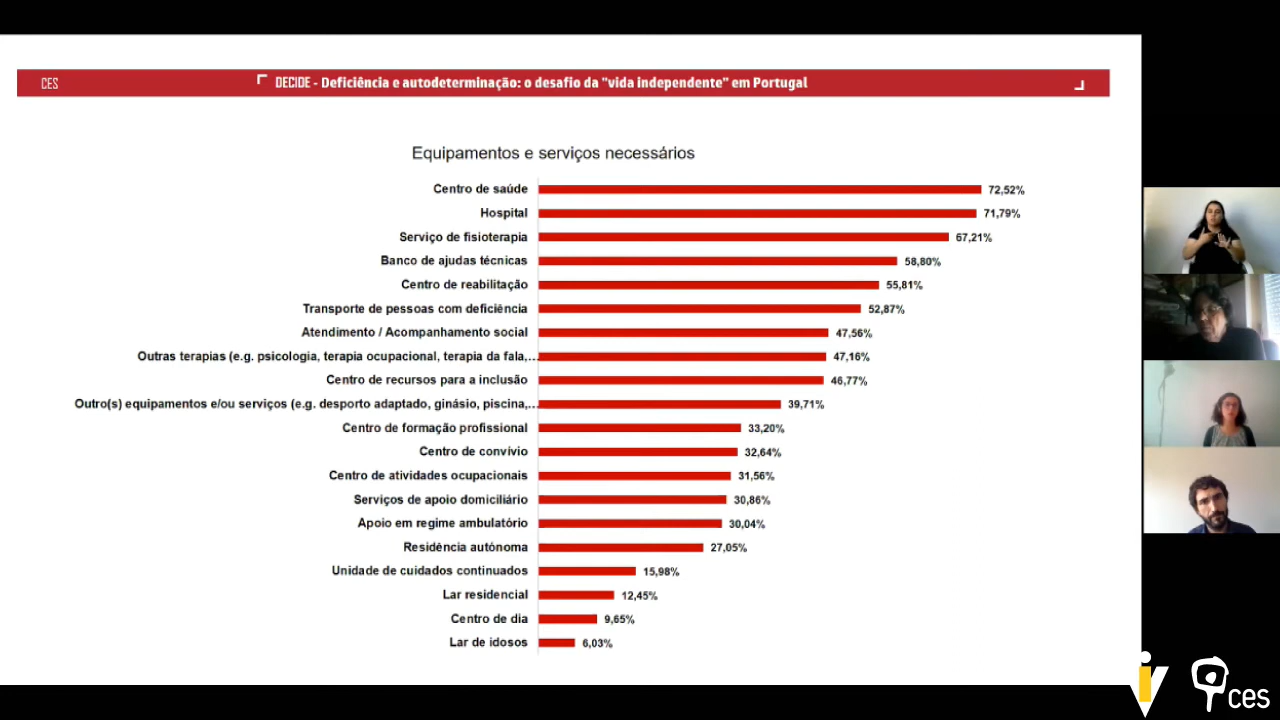 CES
DECIDE - Deficiência e autodeterminação: o desafio da "vida independente" em Portugal
Equipamentos e serviços necessários
Centro de saúde 72,52%
Hospital 71,79%
Serviço de fisioterapia 67,21%
Banco de ajudas técnicas 58,80%
Centro de reabilitação 55,81%
Transporte de pessoas com deficiência 52,87%
Atendimento / Acompanhamento social 47,56%
Outras terapias (e.g. psicologia, terapia ocupacional, terapia da fala,... 47,16%
Centro de recursos para a inclusão 46,77%
Outro(s) equipamentos e/ou serviços (e.g. desporto adaptado, ginásio, piscina,... 39,71%
Centro de formação profissional 33,20%
Centro de convívio 32,64%
Centro de atividades ocupacionais 31,56%
Serviços de apoio domiciliário 30,86%
Apoio em regime ambulatório 30,04%
Residência autónoma 27,05%
Unidade de cuidados continuados 15,98%
Lar residencial 12,45%
Centro de dia 9,65%
Lar de idosos 6,03%
iV
ces